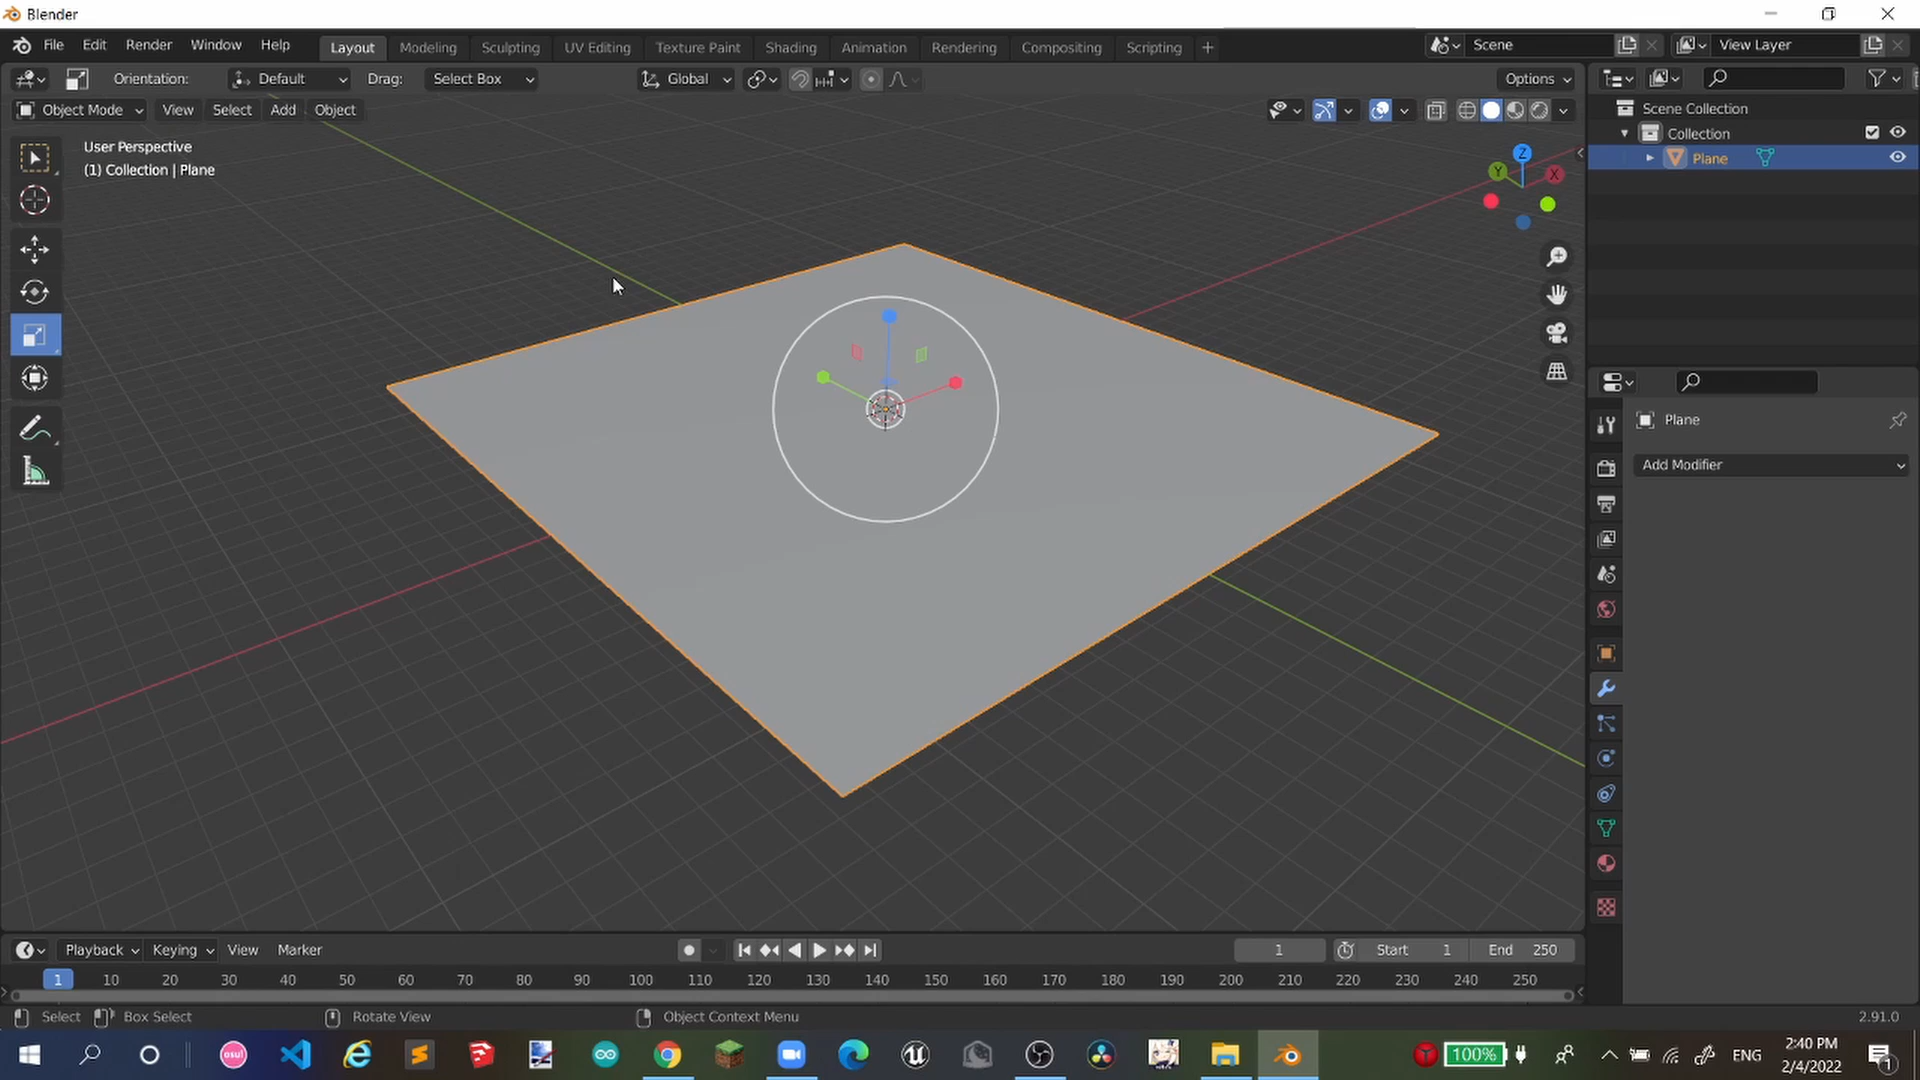 Blender
File Edit Render Window Help Layout Modeling Sculpting UV Editing Texture Paint Shading Animation Rendering Compositing Scripting + Scene View Layer
Orientation: Default Drag: Select Box Global Options
Object Mode View Select Add Object
Scene Collection
Collection
Plane
User Perspective
(1) Collection | Plane
Z
Y
X
Plane
Add Modifier
Playback Keying View Marker 1 Start 1 End 250
1 10 20 30 40 50 60 70 80 90 100 110 120 130 140 150 160 170 180 190 200 210 220 230 240 250
Select Box Select Rotate View Object Context Menu 2.91.0
osu! 100% ENG 2:40 PM
2/4/2022
1